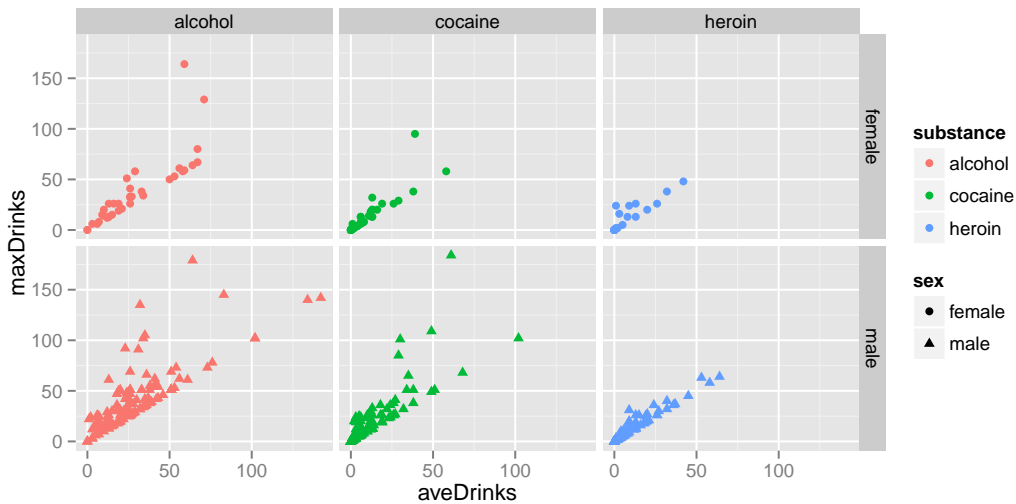 alcohol cocaine heroin
150
100
50
0
female
150
100
50
0
male
maxDrinks
0 50 100 0 50 100 0 50 100
aveDrinks
substance
alcohol
cocaine
heroin
sex
female
male